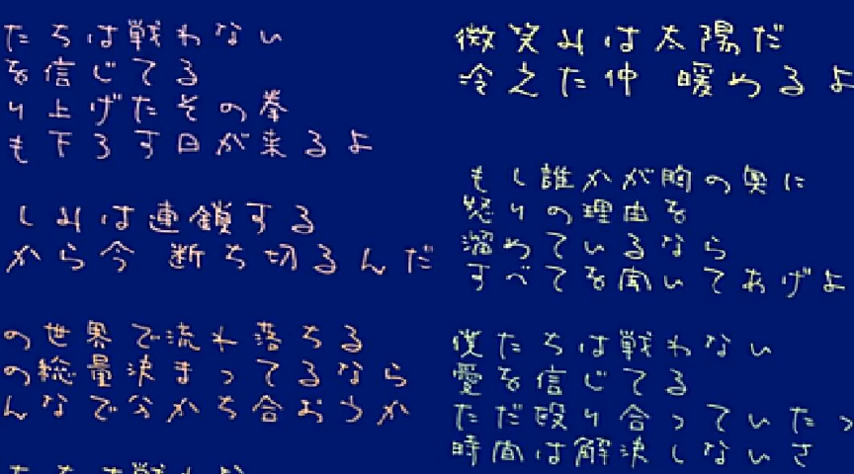 たちは戦わない
を信じてる
り上げたその拳
も下ろす日が来るよ
しみは連鎖する
から今 断ち切るんだ
の世界で流れ落ちる
の総量決まってるなら
んなで分かち合おうか
たちは戦わな
微笑みは太陽だ
冷えた仲 暖めるよ
もし誰かが胸の奥に
怒りの理由を
溜めているなら
すべてを聞いてあげよ
僕たちは戦わない
愛を信じてる
ただ殴り合っていたっ
時間は解決しないさ